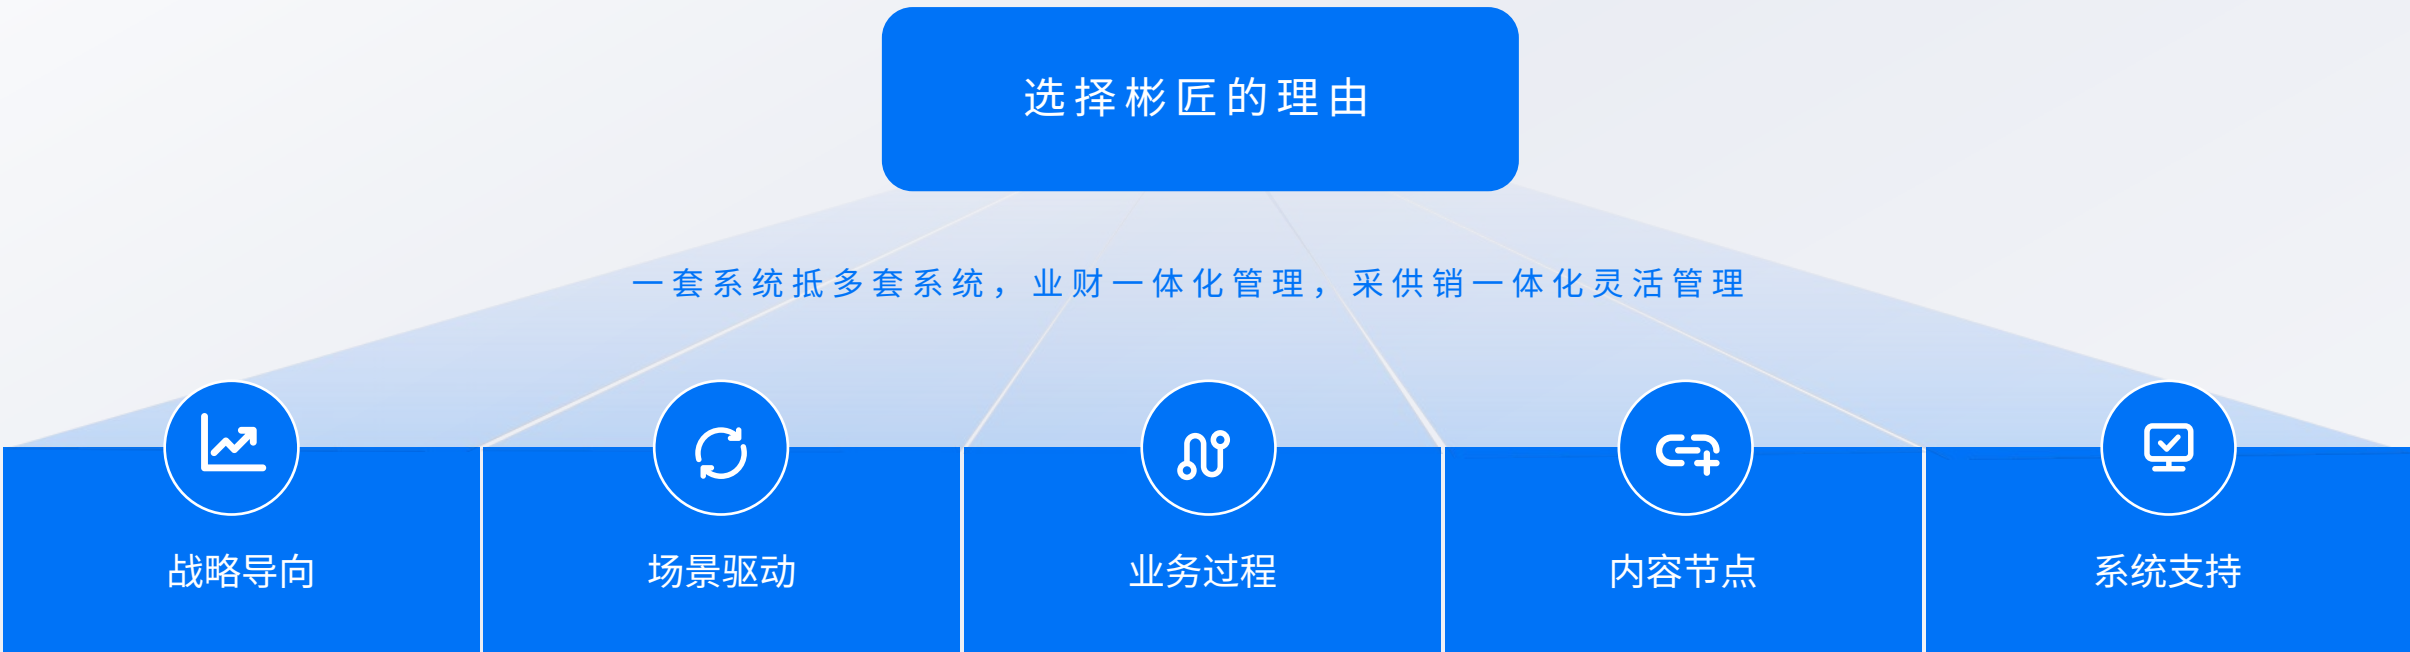 选择彬匠的理由
一套系统抵多套系统，业财一体化管理，采供销一体化灵活管理
战略导向
场景驱动
业务过程
内容节点
系统支持